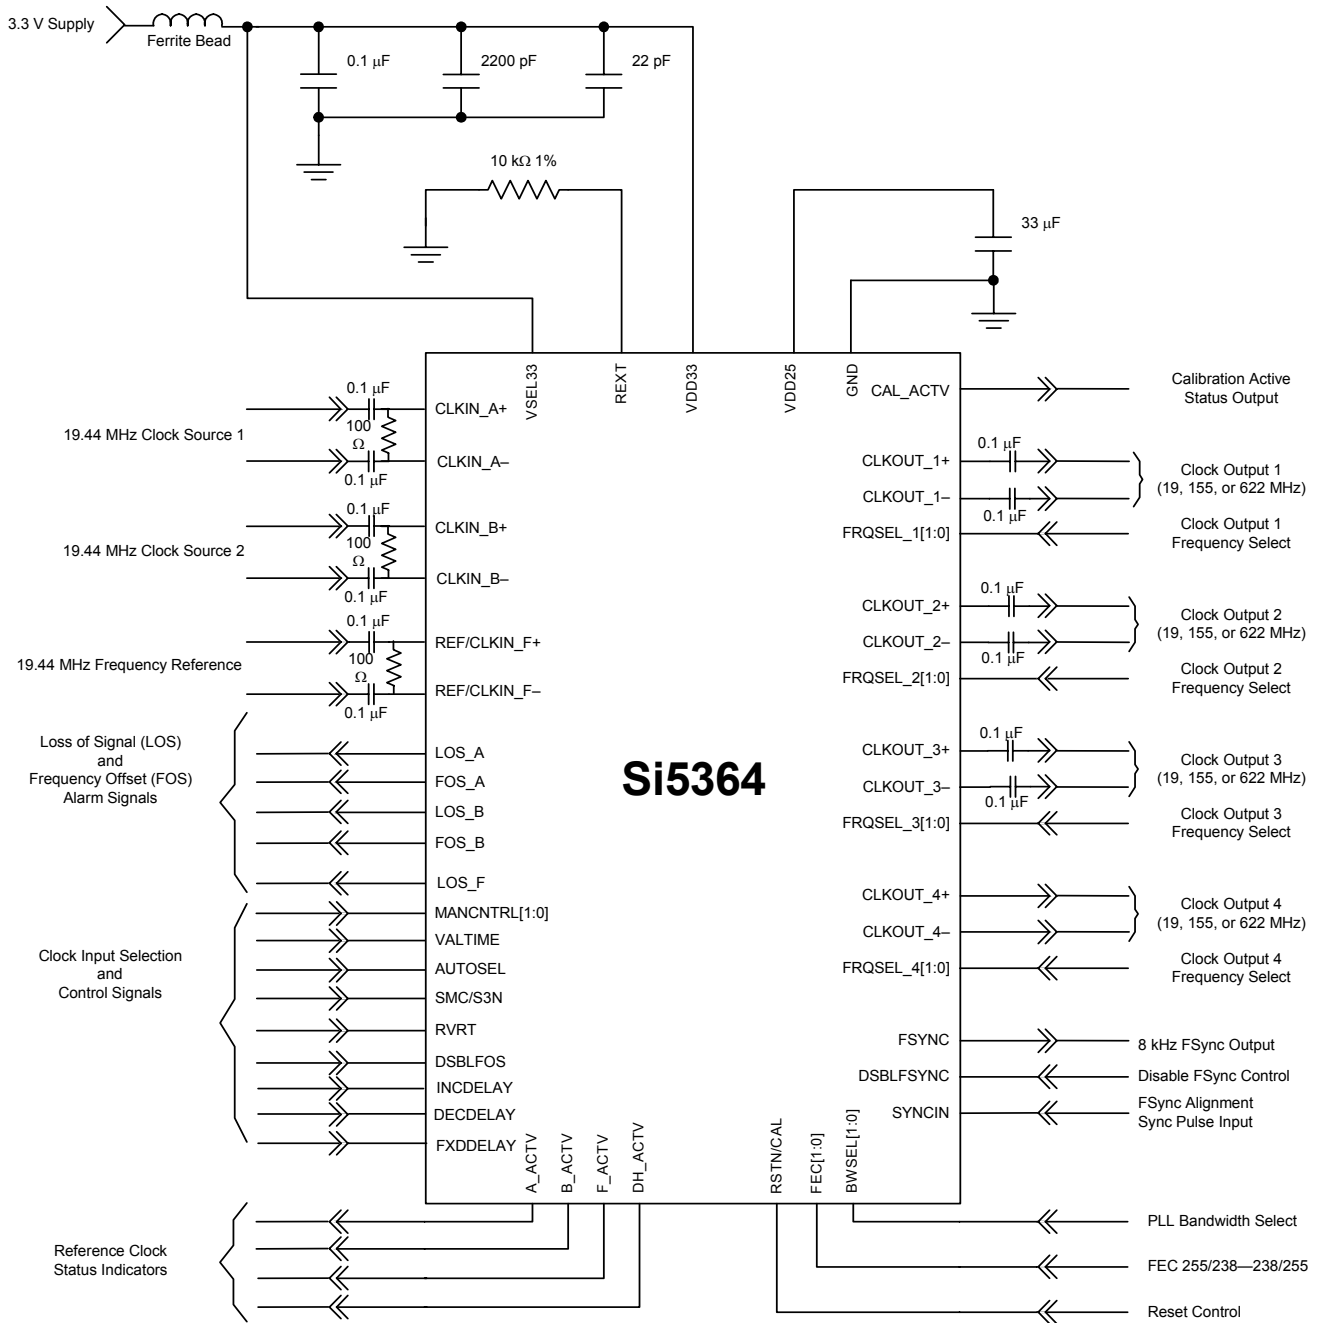 3.3 V Supply
Ferrite Bead
0.1 μF
2200 pF
22 pF
10 kΩ 1%
33 μF
VSEL33
REXT
VDD33
VDD25
GND
0.1 μF
100
Ω
0.1 μF
19.44 MHz Clock Source 1
CLKIN_A+
CLKIN_A–
0.1 μF
100
Ω
0.1 μF
19.44 MHz Clock Source 2
CLKIN_B+
CLKIN_B–
0.1 μF
100
Ω
0.1 μF
19.44 MHz Frequency Reference
REF/CLKIN_F+
REF/CLKIN_F–
Loss of Signal (LOS)
and
Frequency Offset (FOS)
Alarm Signals
LOS_A
FOS_A
LOS_B
FOS_B
LOS_F
Clock Input Selection
and
Control Signals
MANCNTRL[1:0]
VALTIME
AUTOSEL
SMC/S3N
RVRT
DSBLFOS
INCDELAY
DECDELAY
FXDDELAY
Si5364
CAL_ACTV
Calibration Active
Status Output
CLKOUT_1+
CLKOUT_1–
0.1 μF
0.1 μF
Clock Output 1
(19, 155, or 622 MHz)
FRQSEL_1[1:0]
Clock Output 1
Frequency Select
CLKOUT_2+
CLKOUT_2–
0.1 μF
0.1 μF
Clock Output 2
(19, 155, or 622 MHz)
FRQSEL_2[1:0]
Clock Output 2
Frequency Select
CLKOUT_3+
CLKOUT_3–
0.1 μF
0.1 μF
Clock Output 3
(19, 155, or 622 MHz)
FRQSEL_3[1:0]
Clock Output 3
Frequency Select
CLKOUT_4+
CLKOUT_4–
Clock Output 4
(19, 155, or 622 MHz)
FRQSEL_4[1:0]
Clock Output 4
Frequency Select
FSYNC
8 kHz FSync Output
DSBLFSYNC
Disable FSync Control
SYNCIN
FSync Alignment
Sync Pulse Input
A_ACTV
B_ACTV
F_ACTV
DH_ACTV
RSTN/CAL
FEC[1:0]
BWSEL[1:0]
Reference Clock
Status Indicators
PLL Bandwidth Select
FEC 255/238—238/255
Reset Control